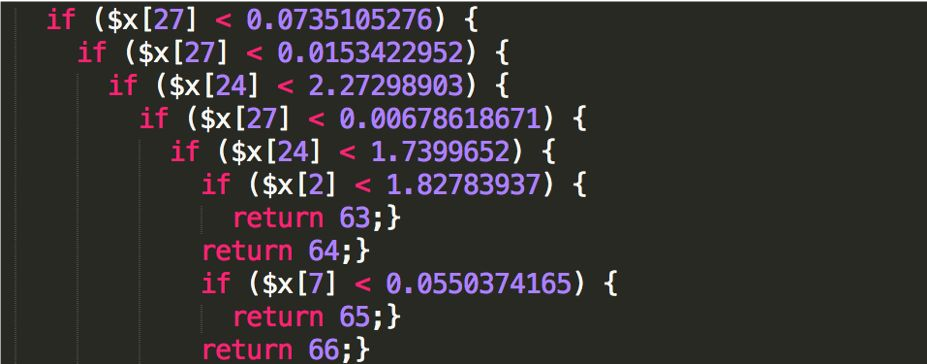 if ($x[27] < 0.0735105276) {
if ($x[27] < 0.0153422952) {
if ($x[24] < 2.27298903) {
if ($x[27] < 0.00678618671) {
if ($x[24] < 1.7399652) {
if ($x[2] < 1.82783937) {
return 63;}
return 64;}
if ($x[7] < 0.0550374165) {
return 65;}
return 66;}